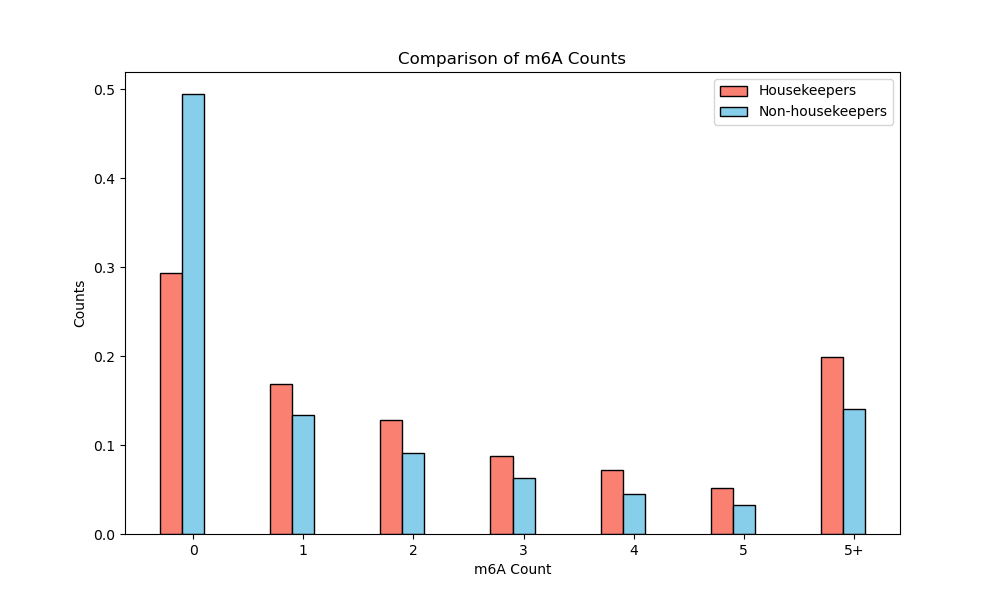 Comparison of m6A Counts
Housekeepers
Non-housekeepers
Counts
0.5
0.4
0.3
0.2
0.1
0.0
0 1 2 3 4 5 5+
m6A Count